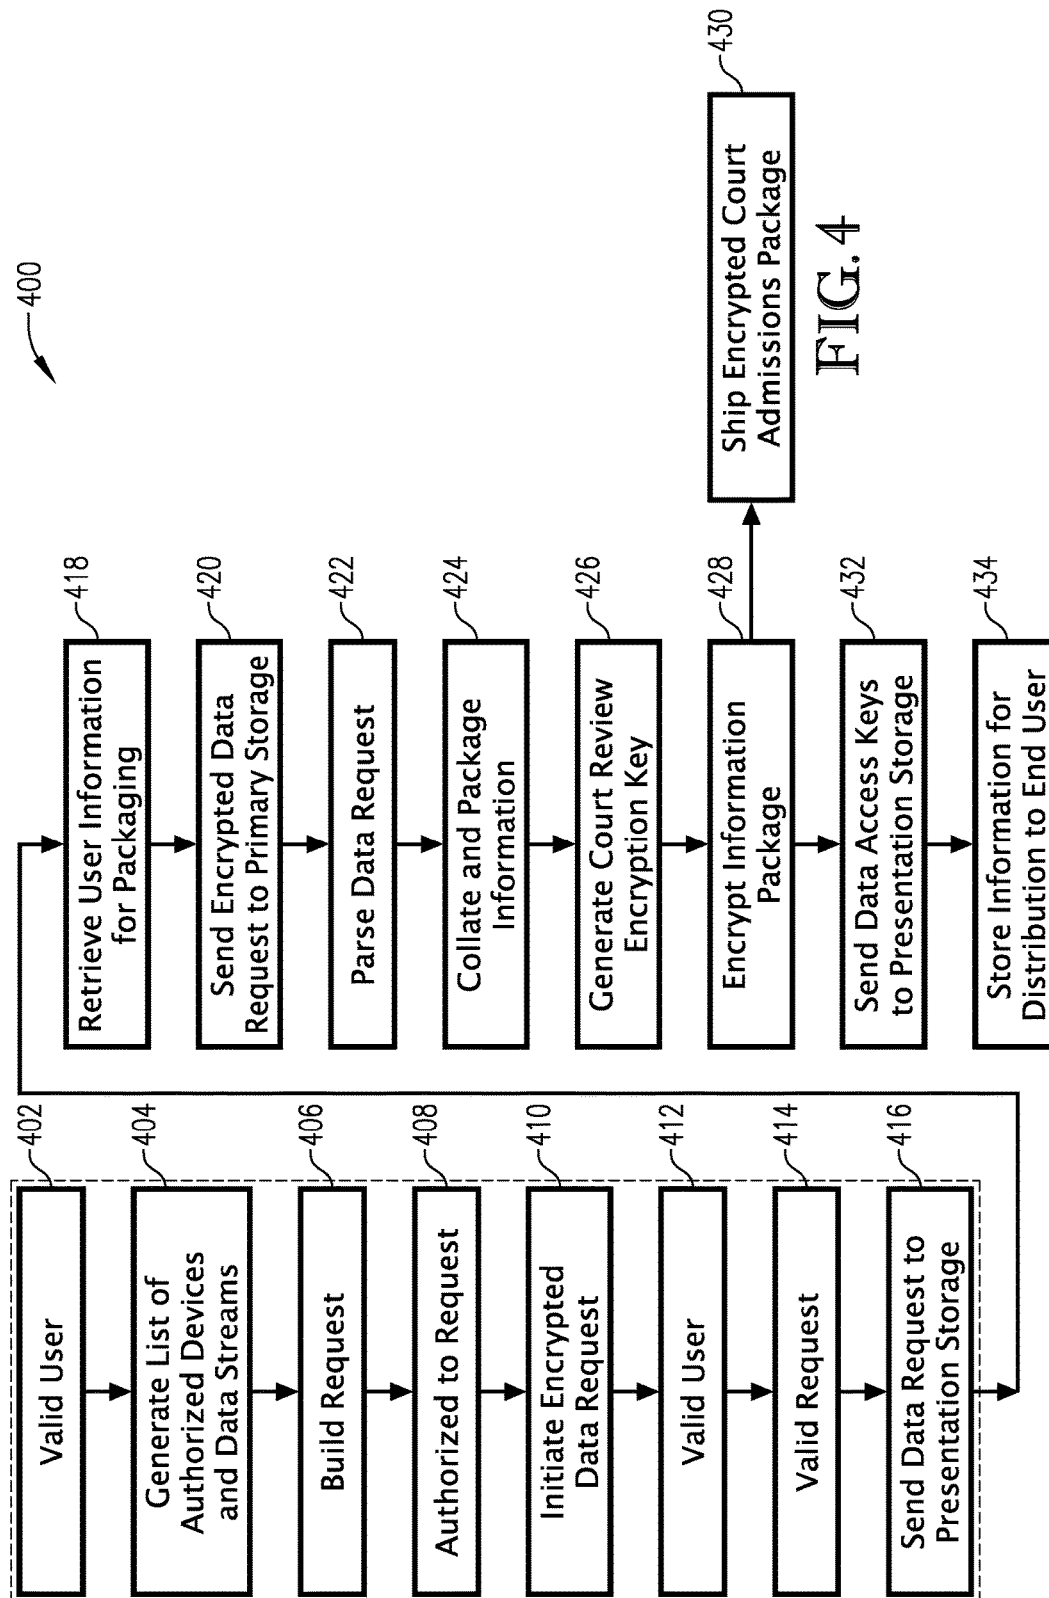 400
402
Valid User
404
Generate List of
Authorized Devices
and Data Streams
406
Build Request
408
Authorized to Request
410
Initiate Encrypted
Data Request
412
Valid User
414
Valid Request
416
Send Data Request to
Presentation Storage
418
Retrieve User Information
for Packaging
420
Send Encrypted Data
Request to Primary Storage
422
Parse Data Request
424
Collate and Package
Information
426
Generate Court Review
Encryption Key
428
Encrypt Information
Package
430
Ship Encrypted Court
Admissions Package
432
Send Data Access Keys
to Presentation Storage
434
Store Information for
Distribution to End User
FIG. 4